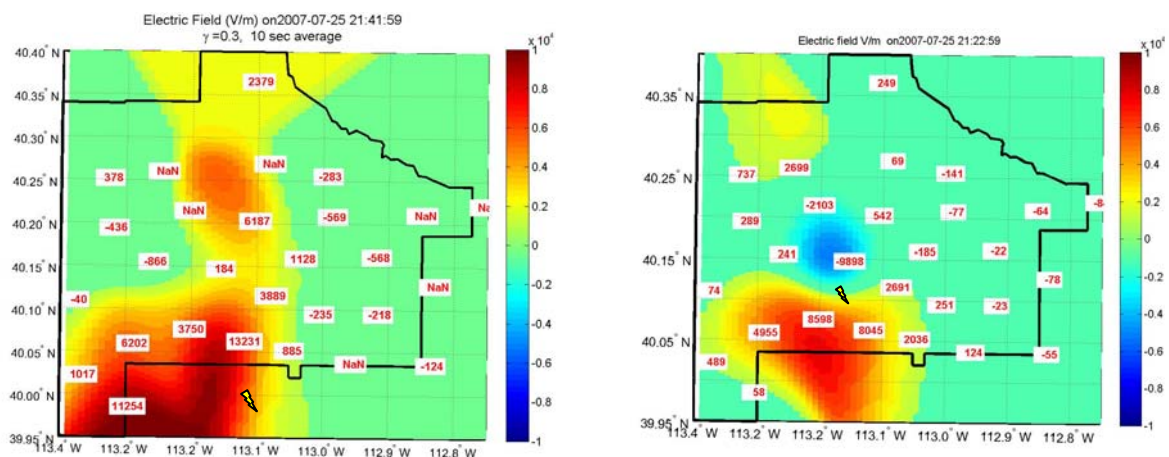 Electric Field (V/m) on2007-07-25 21:41:59
γ =0.3, 10 sec average
x 10⁴
40.40° N
2379
1
40.35° N
0.8
40.30° N
0.6
378
NaN
NaN
-283
40.25° N
0.4
-436
NaN
6187
-569
NaN
Na
40.20° N
0.2
-866
184
1128
-568
40.15° N
0
-40
3889
NaN
40.10° N
-0.2
6202
3750
13231
-235
-218
40.05° N
-0.4
1017
885
NaN
-124
40.00° N
-0.6
11254
-0.8
39.95° N
-1
113.4° W
113.2° W
113.1° W
113.0° W
112.9° W
112.8° W
Electric field V/m on2007-07-25 21:22:59
x 10⁴
249
1
40.35° N
0.8
0.6
737
2699
69
-141
40.25° N
0.4
289
-2103
542
-77
-64
-8
40.20° N
0.2
241
-9898
-185
-22
40.15° N
0
74
2691
251
-23
-78
40.10° N
-0.2
4955
8598
8045
2036
40.05° N
-0.4
489
124
-55
-0.6
58
-0.8
39.95° N
-1
113.4° W
113.2° W
113.1° W
113.0° W
112.9° W
112.8° W